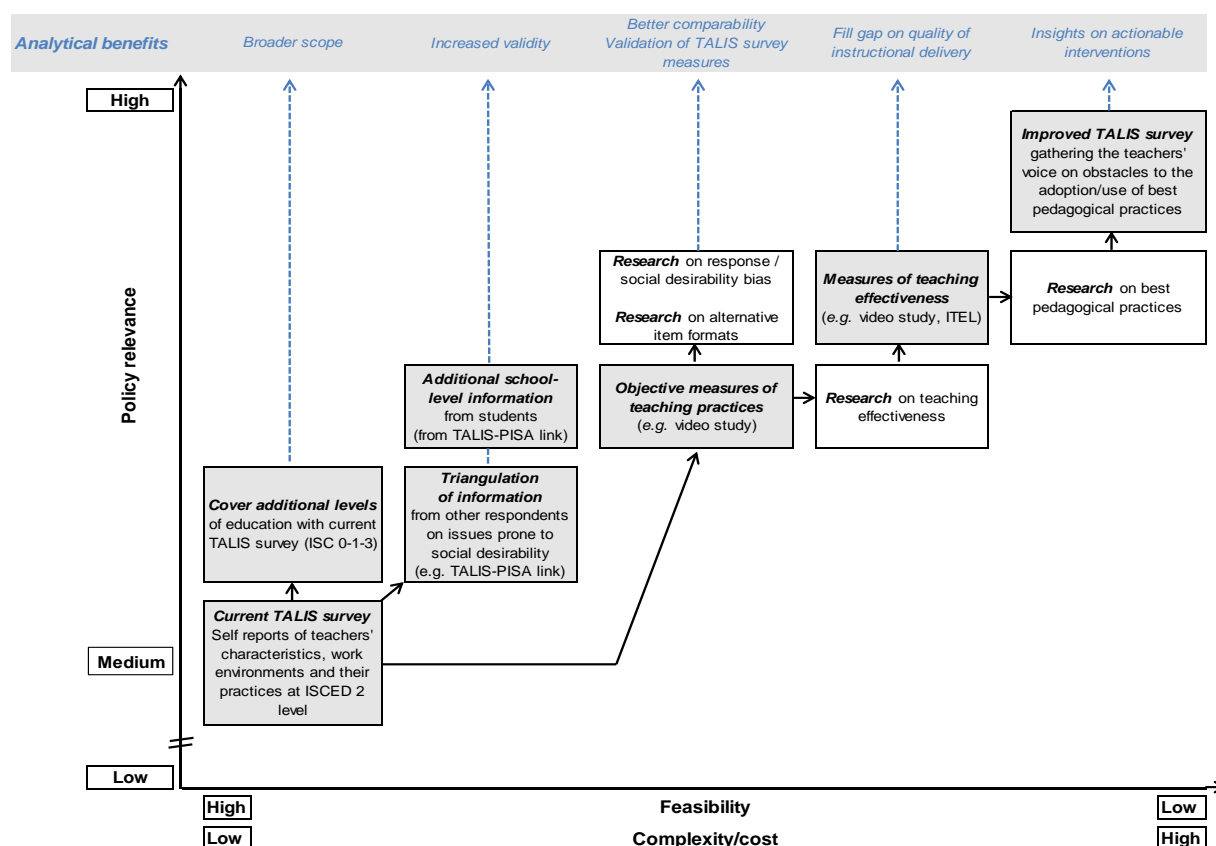 Analytical benefits
Broader scope
Increased validity
Better comparability
Validation of TALIS survey
measures
Fill gap on quality of
instructional delivery
Insights on actionable
interventions
High
Improved TALIS survey
gathering the teachers'
voice on obstacles to the
adoption/use of best
pedagogical practices
Research on response /
social desirability bias
Research on alternative
item formats
Measures of teaching
effectiveness
(e.g. video study, ITEL)
Research on best
pedagogical practices
Policy relevance
Additional school-
level information
from students
(from TALIS-PISA link)
Objective measures of
teaching practices
(e.g. video study)
Research on teaching
effectiveness
Cover additional levels
of education with current
TALIS survey (ISC 0-1-3)
Triangulation
of information
from other respondents
on issues prone to
social desirability
(e.g. TALIS-PISA link)
Current TALIS survey
Self reports of teachers'
characteristics, work
environments and their
practices at ISCED 2
level
Medium
Low
High
Feasibility
Low
Low
Complexity/cost
High